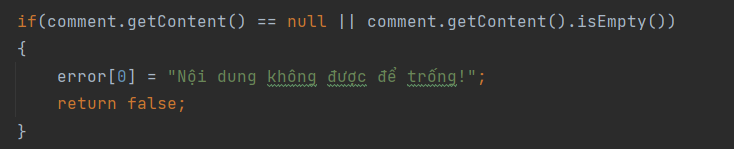 if(comment.getContent() == null || comment.getContent().isEmpty())
{
    error[0] = "Nội dung không được để trống!";
    return false;
}